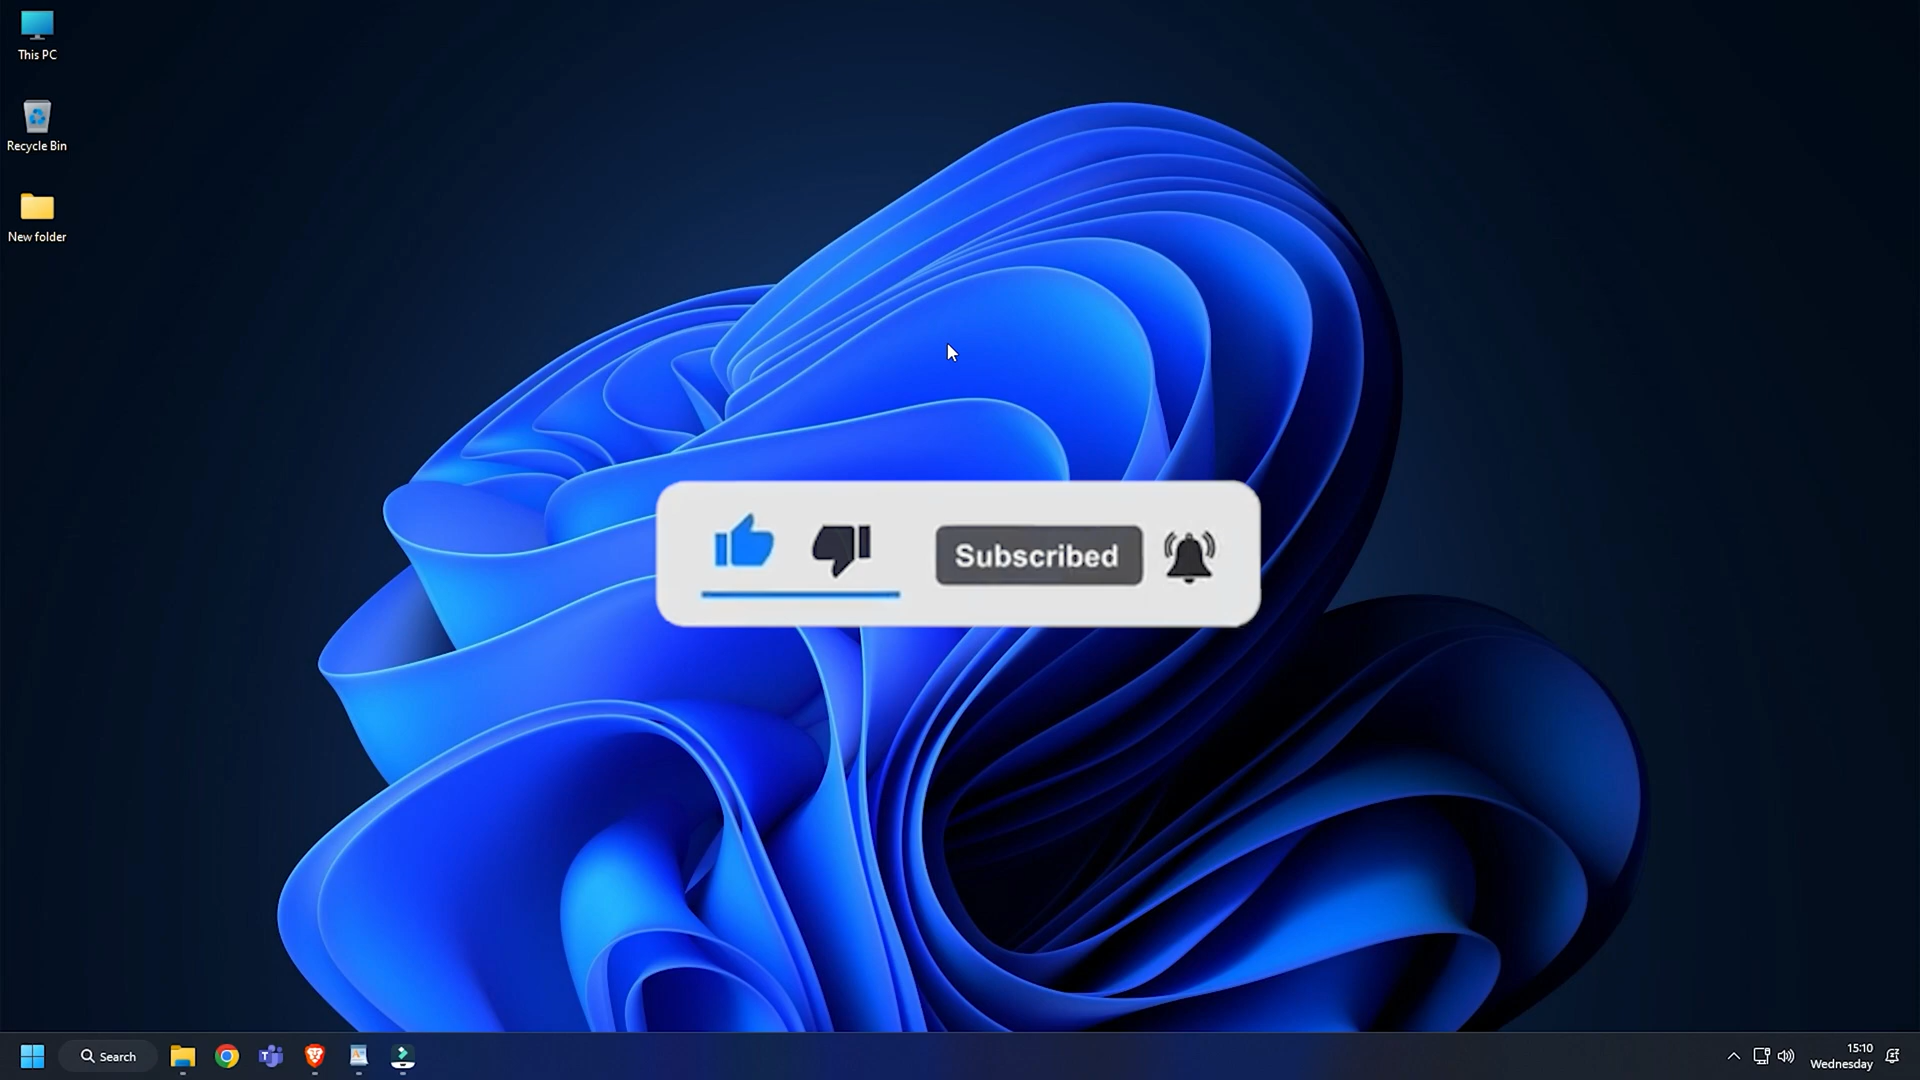 This PC
Recycle Bin
New folder
Subscribed
Search
15:10
Wednesday